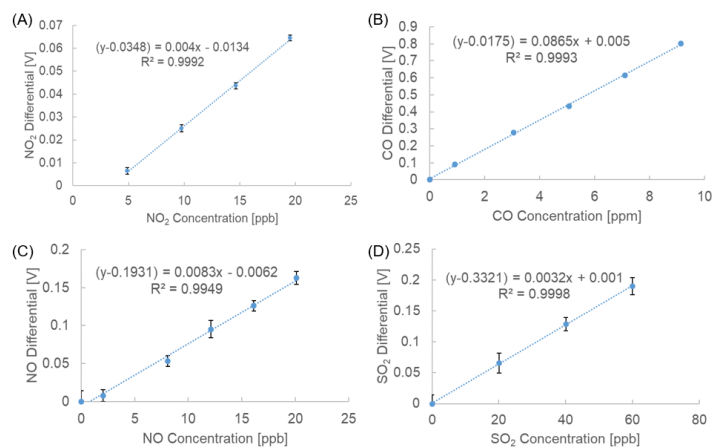 (A)
(y-0.0348) = 0.004x - 0.0134
R² = 0.9992
0.07
0.06
0.05
0.04
0.03
0.02
0.01
0
NO₂ Differential [V]
0 5 10 15 20 25
NO₂ Concentration [ppb]
(B)
(y-0.0175) = 0.0865x + 0.005
R² = 0.9993
0.9
0.8
0.7
0.6
0.5
0.4
0.3
0.2
0.1
0
CO Differential [V]
0 2 4 6 8 10
CO Concentration [ppm]
(C)
(y-0.1931) = 0.0083x - 0.0062
R² = 0.9949
0.2
0.15
0.1
0.05
0
NO Differential [V]
0 5 10 15 20 25
NO Concentration [ppb]
(D)
(y-0.3321) = 0.0032x + 0.001
R² = 0.9998
0.25
0.2
0.15
0.1
0.05
0
SO₂ Differential [V]
0 20 40 60 80
SO₂ Concentration [ppb]